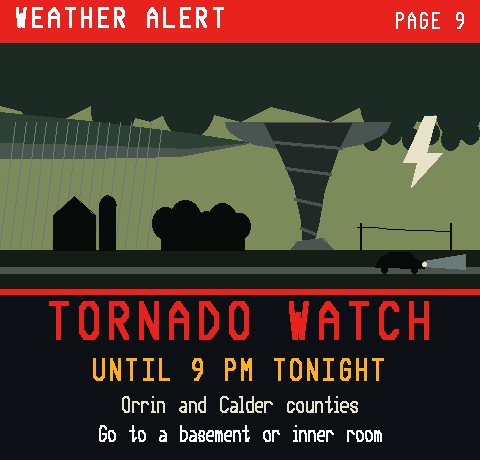 WEATHER ALERT
PAGE 9
TORNADO WATCH
UNTIL 9 PM TONIGHT
Orrin and Calder counties
Go to a basement or inner room